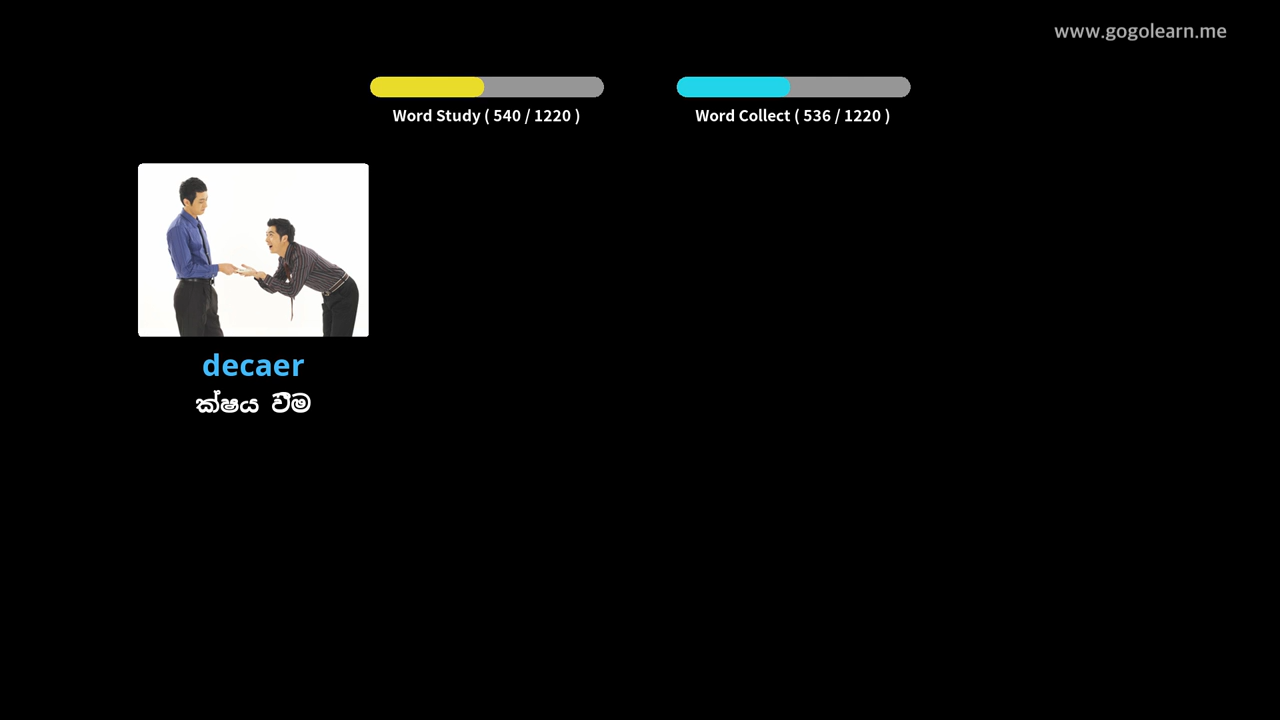 www.gogolearn.me
Word Study ( 540 / 1220 )
Word Collect ( 536 / 1220 )
decaer
ක්ෂය වීම